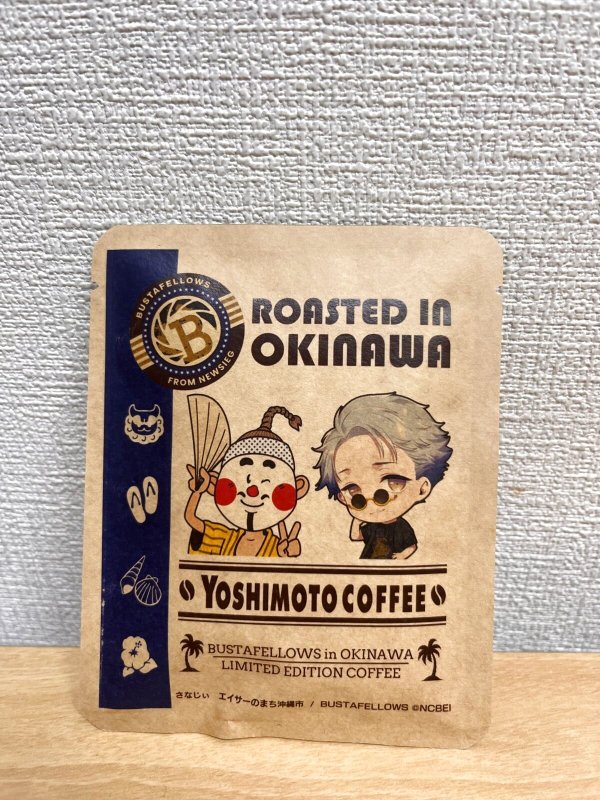 BUSTAFELLOWS
B
FROM NEWSIEG
ROASTED IN
OKINAWA
YOSHIMOTO COFFEE
BUSTAFELLOWS in OKINAWA
LIMITED EDITION COFFEE
さなじぃ エイサーのまち沖縄市 / BUSTAFELLOWS ©NCBEI